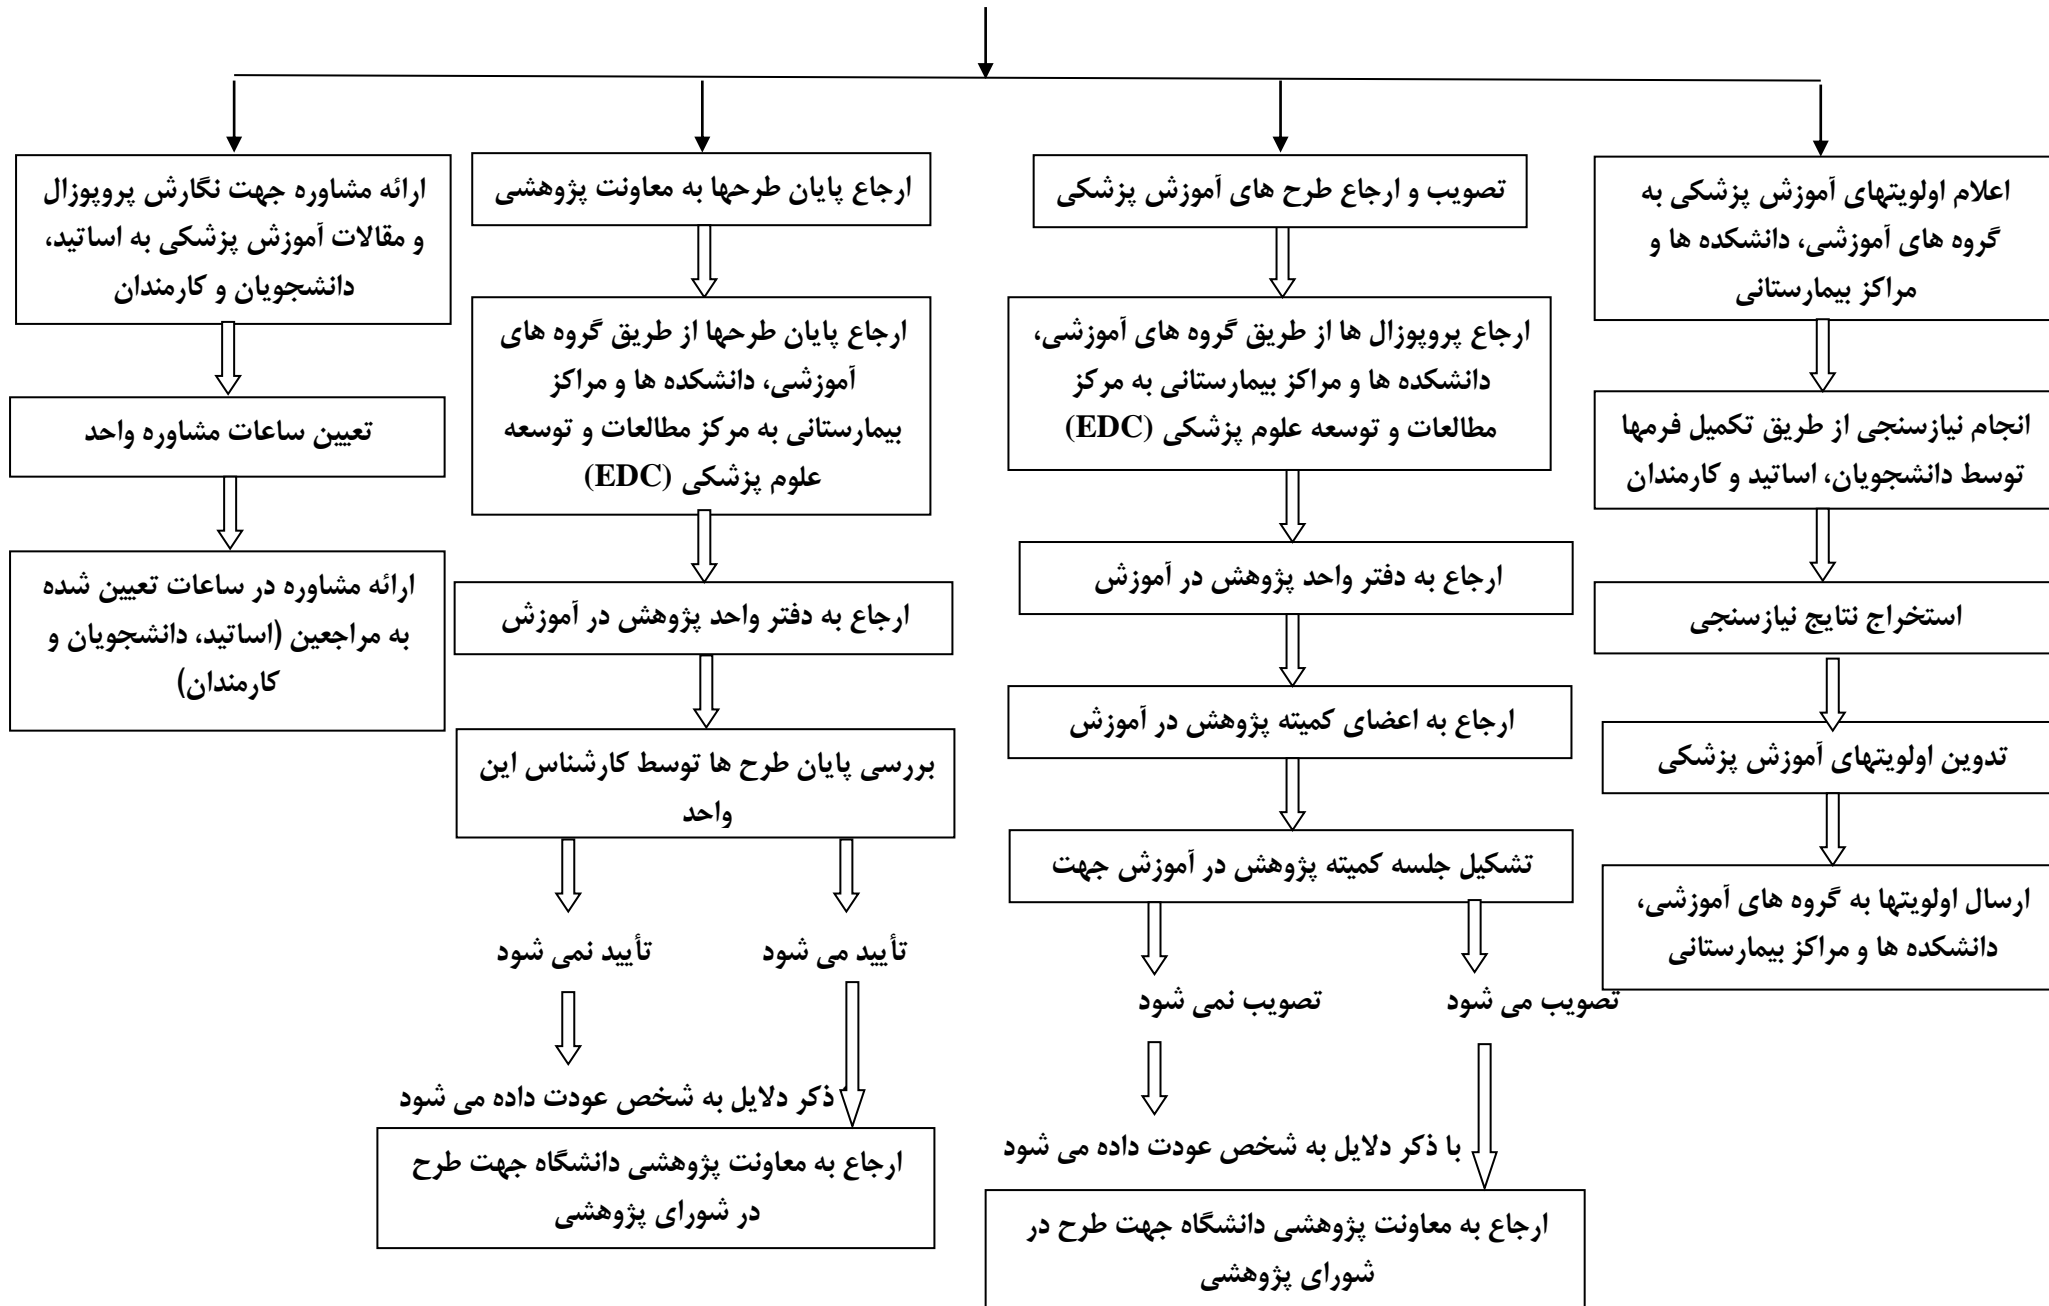 اعلام اولویتهای آموزش پزشکی به
گروه های آموزشی، دانشکده ها و
مراکز بیمارستانی
انجام نیازسنجی از طریق تکمیل فرمها
توسط دانشجویان، اساتید و کارمندان
استخراج نتایج نیازسنجی
تدوین اولویتهای آموزش پزشکی
ارسال اولویتها به گروه های آموزشی،
دانشکده ها و مراکز بیمارستانی
تصویب و ارجاع طرح های آموزش پزشکی
ارجاع پروپوزال ها از طریق گروه های آموزشی،
دانشکده ها و مراکز بیمارستانی به مرکز
مطالعات و توسعه علوم پزشکی (EDC)
ارجاع به دفتر واحد پژوهش در آموزش
ارجاع به اعضای کمیته پژوهش در آموزش
تشکیل جلسه کمیته پژوهش در آموزش جهت
تصویب می شود
تصویب نمی شود
با ذکر دلایل به شخص عودت داده می شود
ارجاع به معاونت پژوهشی دانشگاه جهت طرح در
شورای پژوهشی
ارجاع پایان طرحها به معاونت پژوهشی
ارجاع پایان طرحها از طریق گروه های
آموزشی، دانشکده ها و مراکز
بیمارستانی به مرکز مطالعات و توسعه
علوم پزشکی (EDC)
ارجاع به دفتر واحد پژوهش در آموزش
بررسی پایان طرح ها توسط کارشناس این
واحد
تأیید می شود
تأیید نمی شود
ذکر دلایل به شخص عودت داده می شود
ارجاع به معاونت پژوهشی دانشگاه جهت طرح
در شورای پژوهشی
ارائه مشاوره جهت نگارش پروپوزال
و مقالات آموزش پزشکی به اساتید،
دانشجویان و کارمندان
تعیین ساعات مشاوره واحد
ارائه مشاوره در ساعات تعیین شده
به مراجعین (اساتید، دانشجویان و
کارمندان)